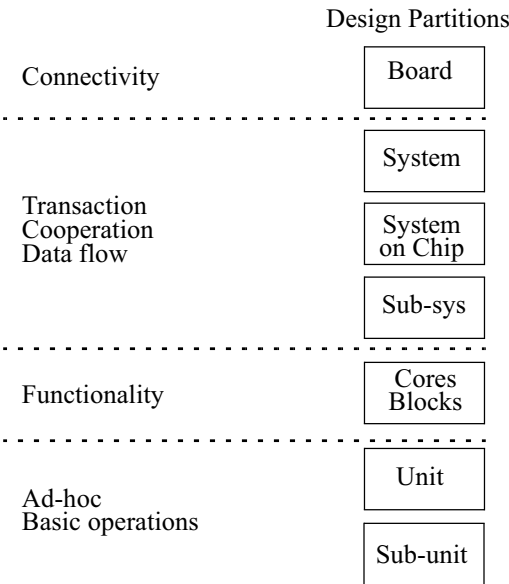 Design Partitions
Connectivity
Board
System
Transaction
Cooperation
Data flow
System
on Chip
Sub-sys
Functionality
Cores
Blocks
Unit
Ad-hoc
Basic operations
Sub-unit